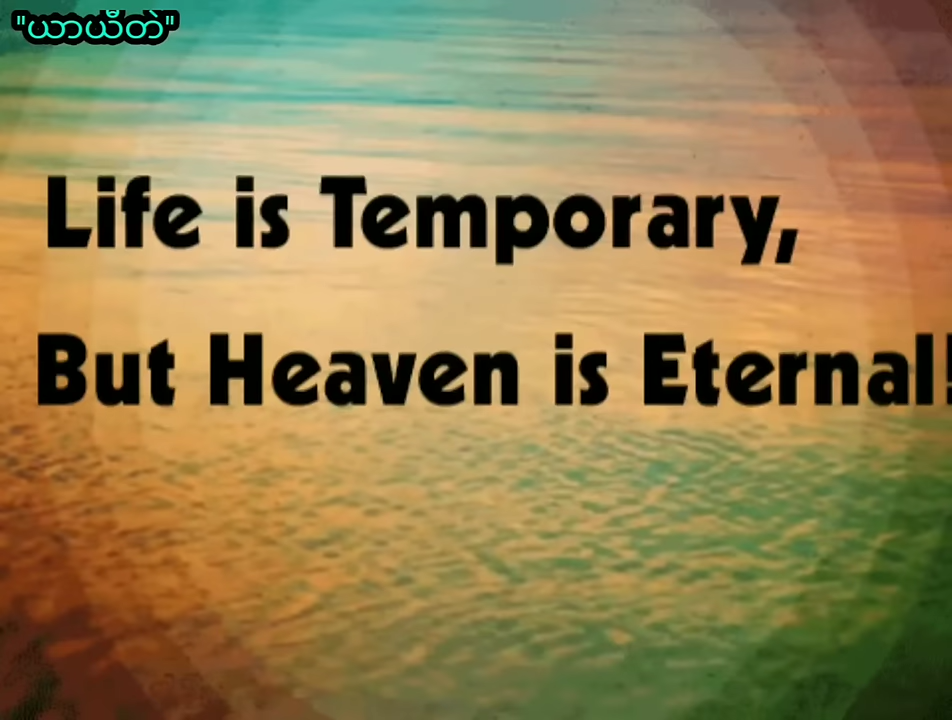 "ယာယီတဲ"
Life is Temporary,
But Heaven is Eternal!